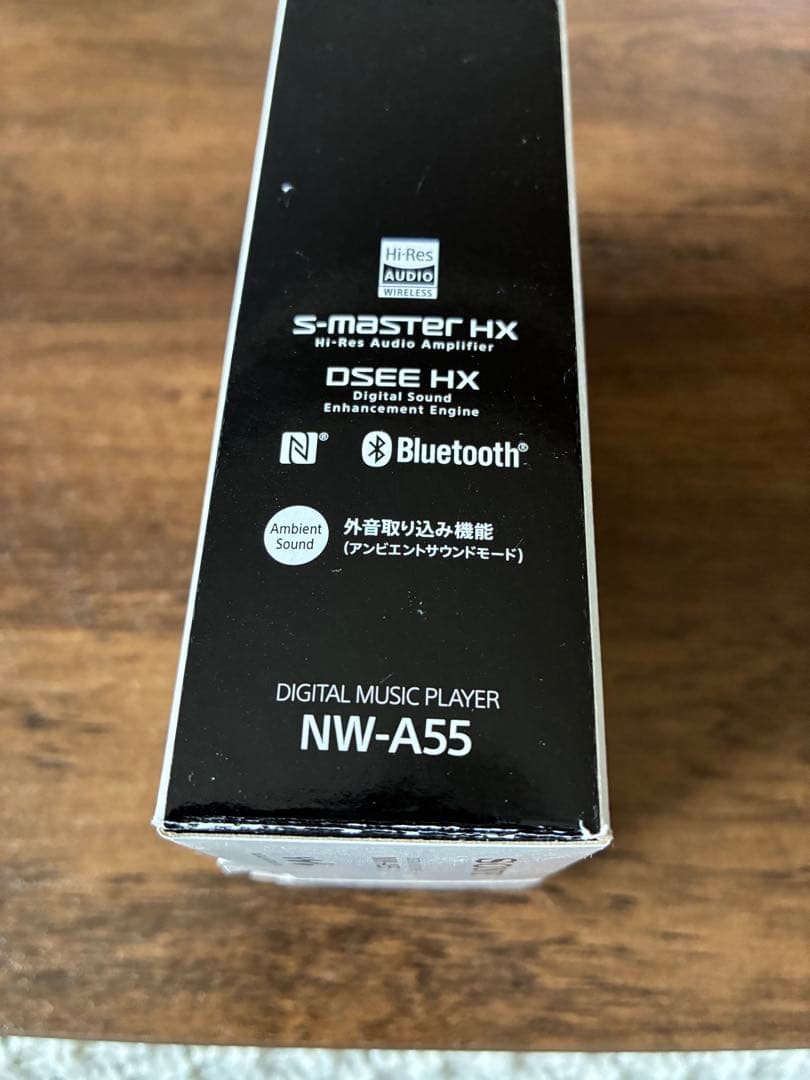 Hi-Res
AUDIO
WIRELESS
S-MASTER HX
Hi-Res Audio Amplifier
DSEE HX
Digital Sound
Enhancement Engine
N®
Bluetooth®
Ambient
Sound
外音取り込み機能
(アンビエントサウンドモード)
DIGITAL MUSIC PLAYER
NW-A55